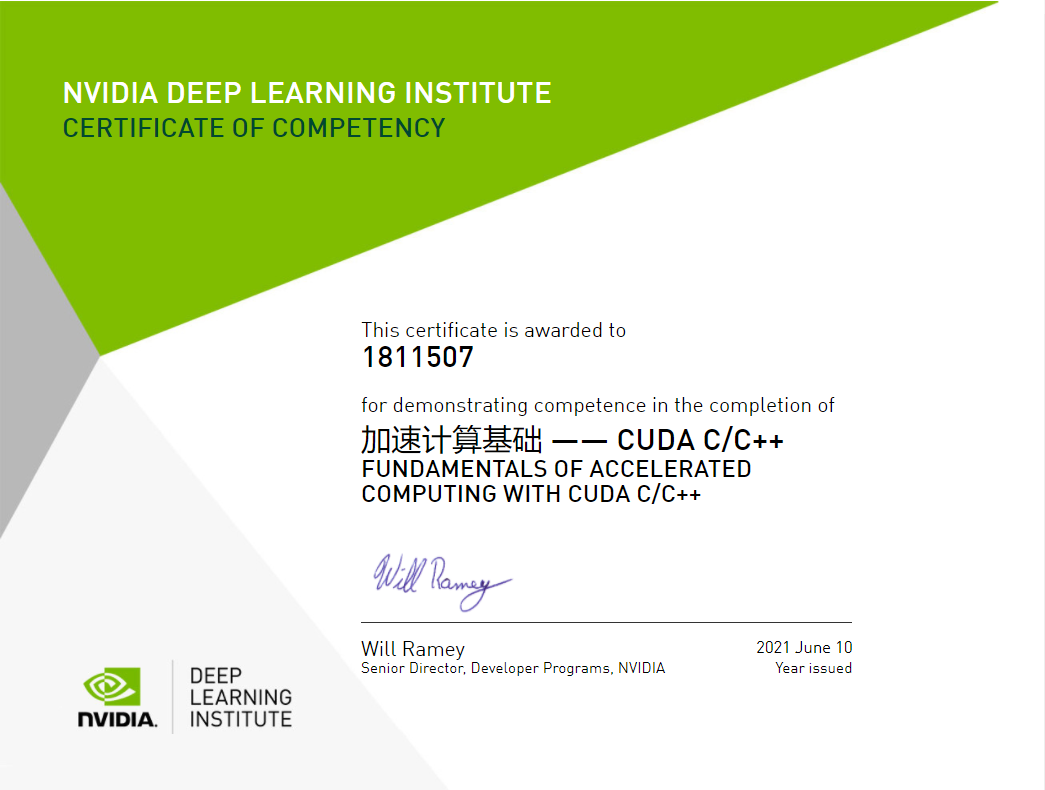 NVIDIA DEEP LEARNING INSTITUTE
CERTIFICATE OF COMPETENCY
This certificate is awarded to
1811507
for demonstrating competence in the completion of
加速计算基础 —— CUDA C/C++
FUNDAMENTALS OF ACCELERATED
COMPUTING WITH CUDA C/C++
Will Ramey
Will Ramey
Senior Director, Developer Programs, NVIDIA
2021 June 10
Year issued
NVIDIA.
DEEP
LEARNING
INSTITUTE